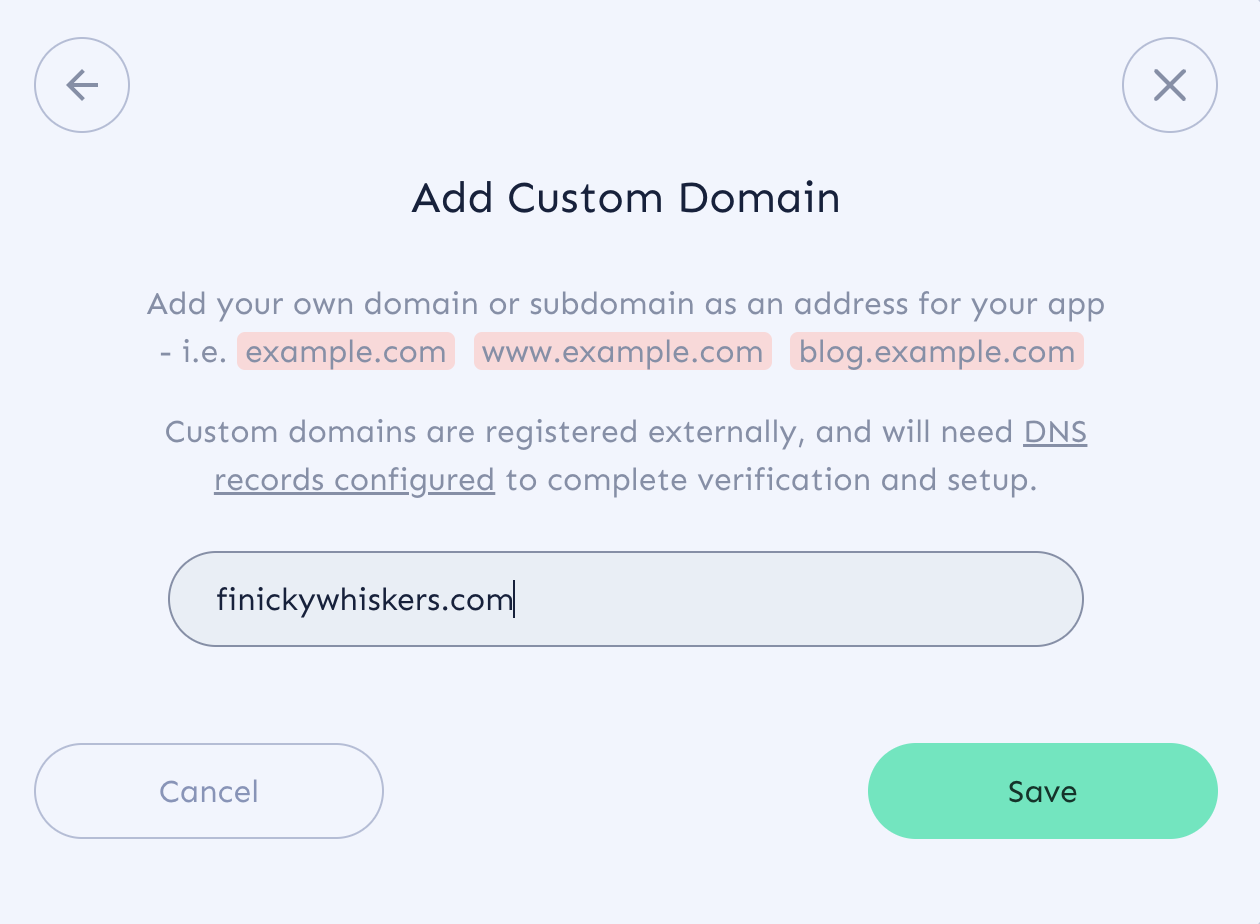 Add Custom Domain
Add your own domain or subdomain as an address for your app
- i.e. example.com www.example.com blog.example.com
Custom domains are registered externally, and will need DNS
records configured to complete verification and setup.
finickywhiskers.com
Cancel
Save